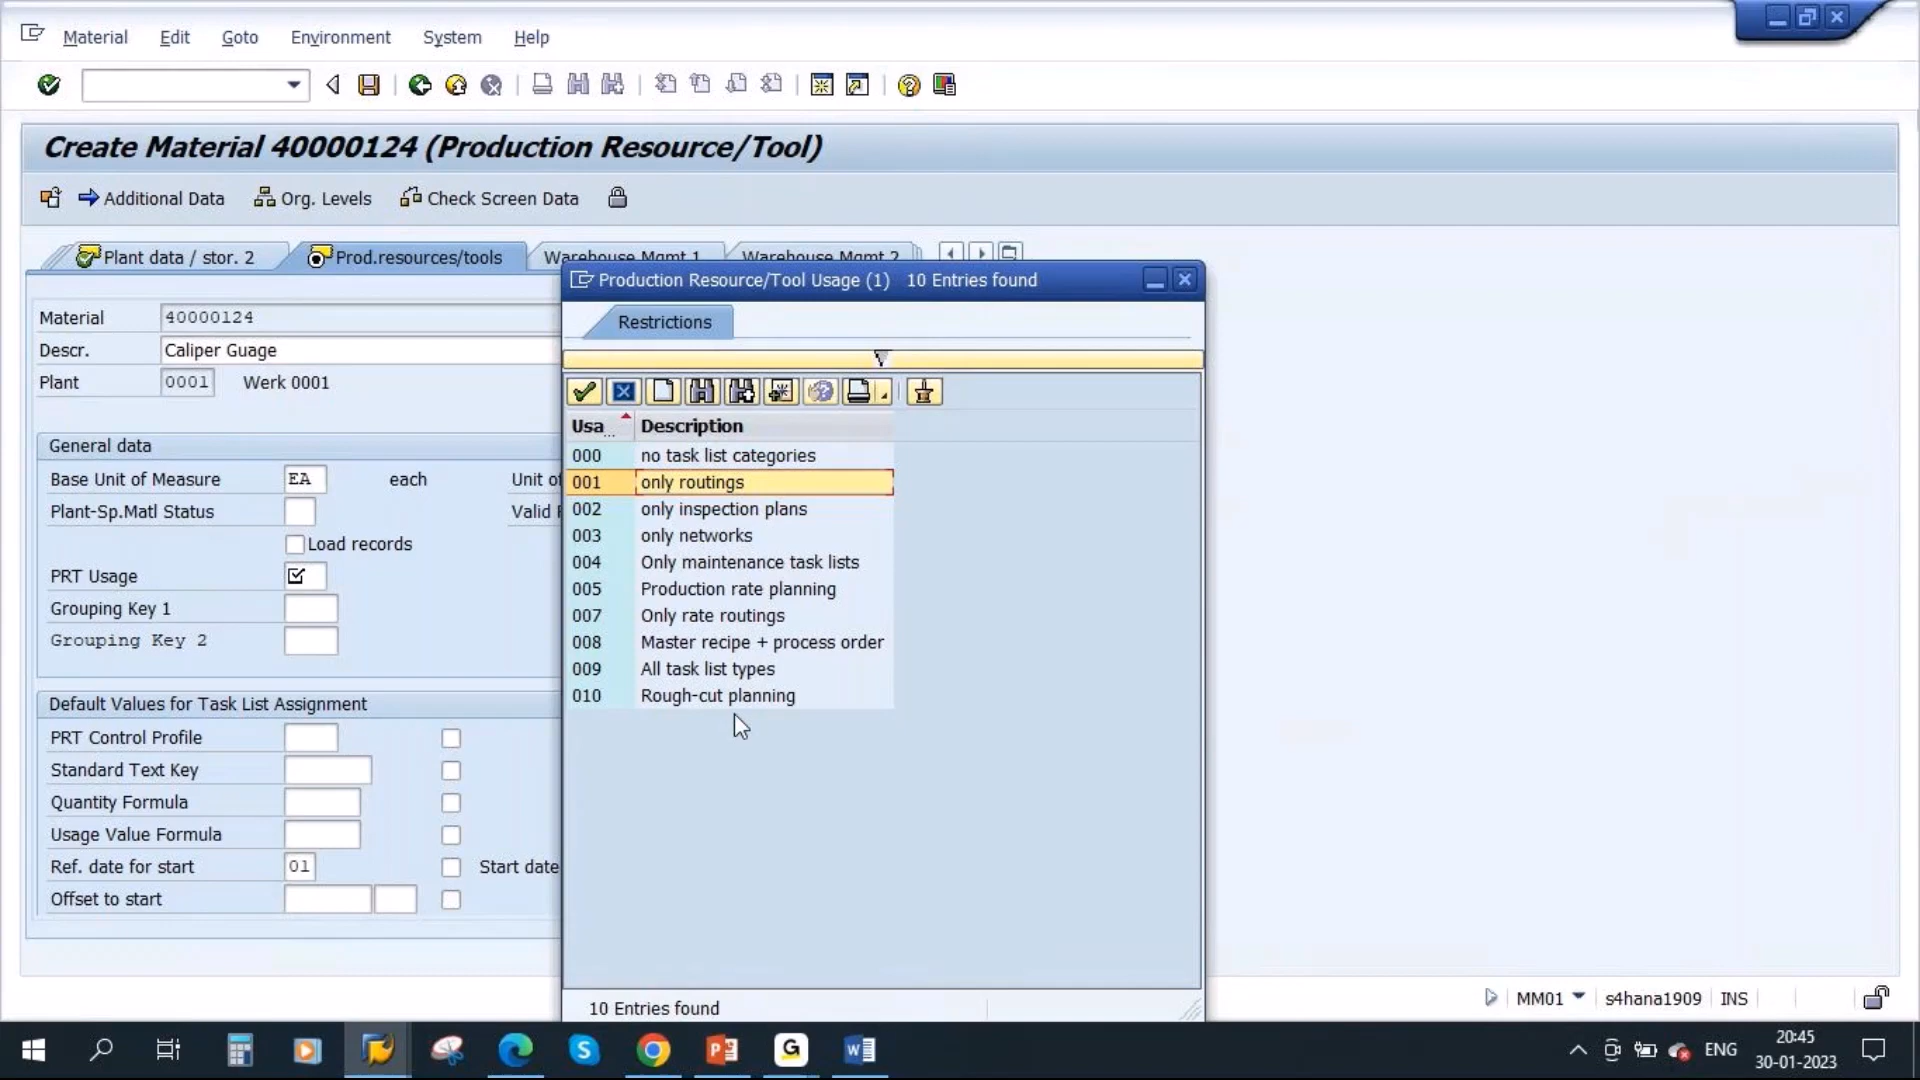 Material Edit Goto Environment System Help
Create Material 40000124 (Production Resource/Tool)
Additional Data Org. Levels Check Screen Data
Plant data / stor. 2 Prod.resources/tools Warehouse Mgmt 1 Warehouse Mgmt 2
Material 40000124
Descr. Caliper Guage
Plant 0001 Werk 0001
General data
Base Unit of Measure EA each Unit of
Plant-Sp.Matl Status Valid
Load records
PRT Usage
Grouping Key 1
Grouping Key 2
Default Values for Task List Assignment
PRT Control Profile
Standard Text Key
Quantity Formula
Usage Value Formula
Ref. date for start 01 Start date
Offset to start
Production Resource/Tool Usage (1) 10 Entries found
Restrictions
Usa... Description
000 no task list categories
001 only routings
002 only inspection plans
003 only networks
004 Only maintenance task lists
005 Production rate planning
007 Only rate routings
008 Master recipe + process order
009 All task list types
010 Rough-cut planning
10 Entries found
MM01 s4hana1909 INS
ENG 20:45
30-01-2023